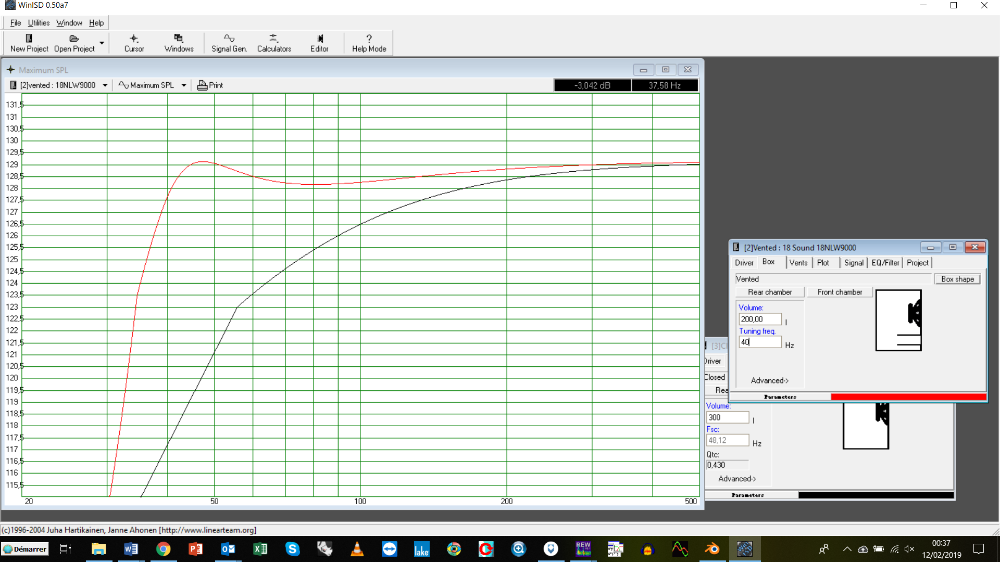 WinISD 0.50a7
File Utilities Window Help
New Project Open Project Cursor Windows Signal Gen. Calculators Editor Help Mode
Maximum SPL
[2]vented : 18NLW9000 Maximum SPL Print -3,042 dB 37,58 Hz
131,5
131
130,5
130
129,5
129
128,5
128
127,5
127
126,5
126
125,5
125
124,5
124
123,5
123
122,5
122
121,5
121
120,5
120
119,5
119
118,5
118
117,5
117
116,5
116
115,5
20 50 100 200 500
[2]Vented : 18 Sound 18NLW9000
Driver Box Vents Plot Signal EQ/Filter Project
Vented Box shape
Rear chamber Front chamber
Volume:
200,00 l
Tuning freq.
40 Hz
Advanced->
Parameters
[3]Cl
Driver
Closed
Rea
Volume:
300 l
Fsc:
48,12 Hz
Qtc:
0,430
Advanced->
Parameters
(c)1996-2004 Juha Hartikainen, Janne Ahonen [http://www.linearteam.org]
Démarrer lake REW 00:37
12/02/2019